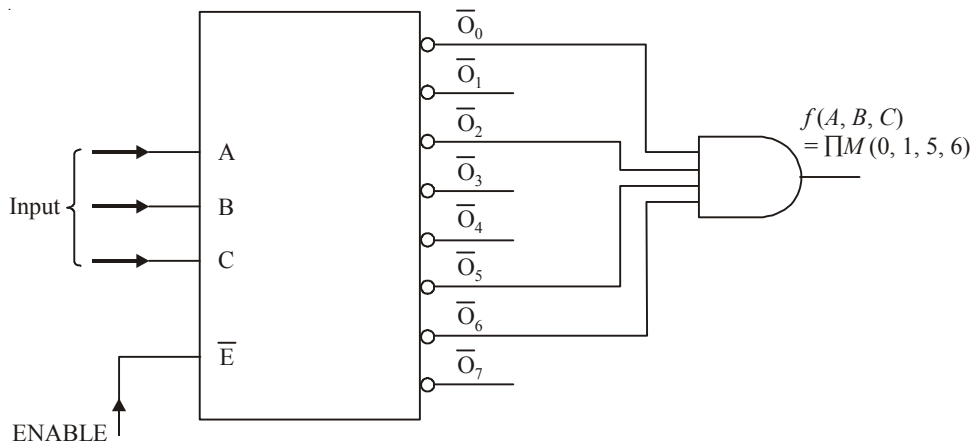 O̅₀
O̅₁
O̅₂
O̅₃
O̅₄
O̅₅
O̅₆
O̅₇
Input
A
B
C
E̅
ENABLE
f(A, B, C)
= ∏M(0, 1, 5, 6)